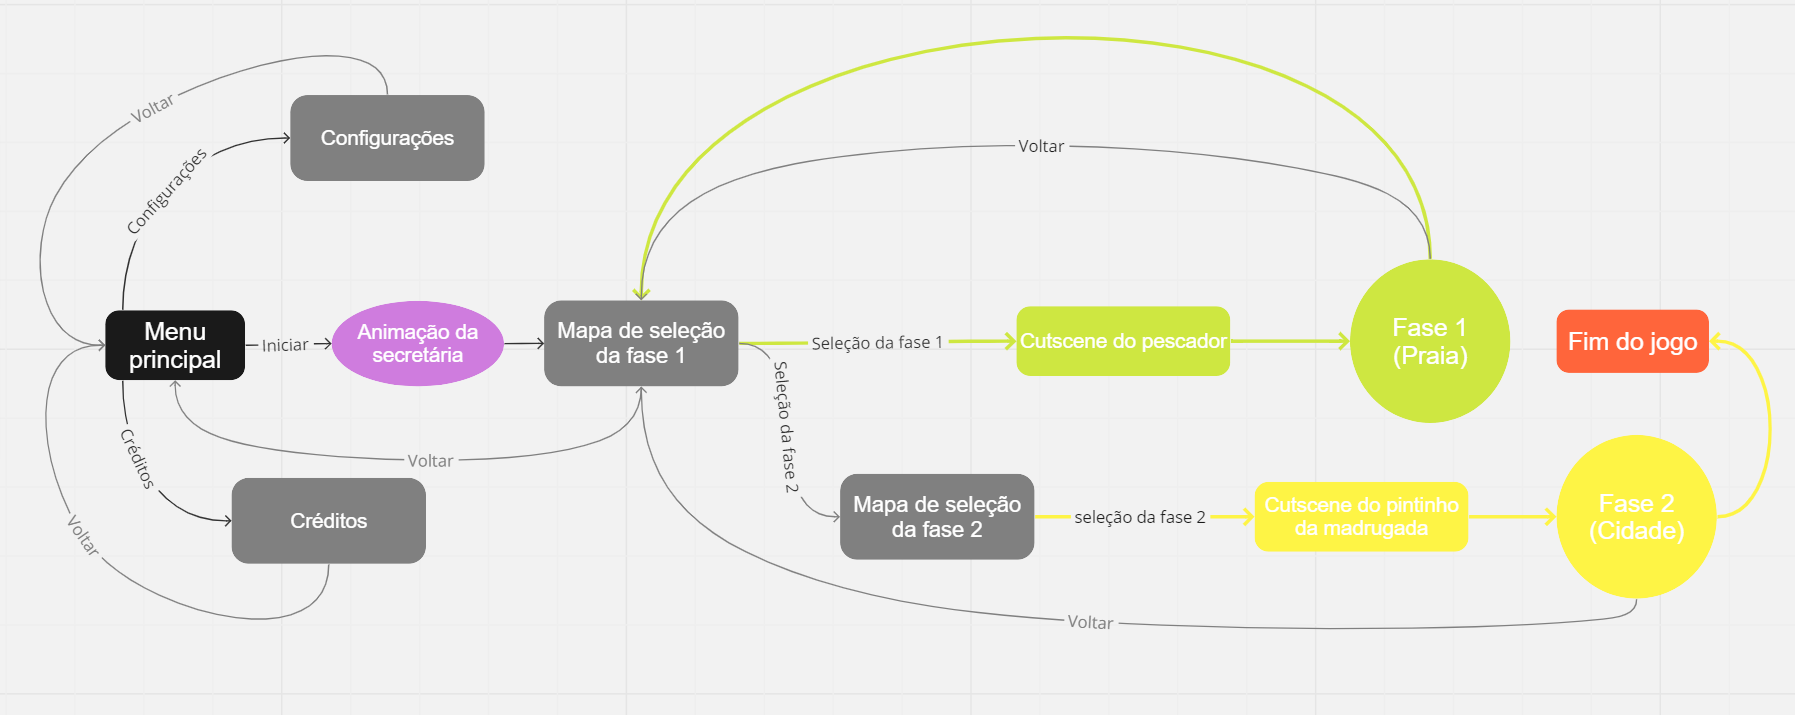 Voltar
Configurações
Configurações
Voltar
Menu
principal
Iniciar
Animação da
secretária
Mapa de seleção
da fase 1
Seleção da fase 1
Cutscene do pescador
Fase 1
(Praia)
Fim do jogo
Seleção da fase 2
Créditos
Voltar
Voltar
Créditos
Mapa de seleção
da fase 2
seleção da fase 2
Cutscene do pintinho
da madrugada
Fase 2
(Cidade)
Voltar